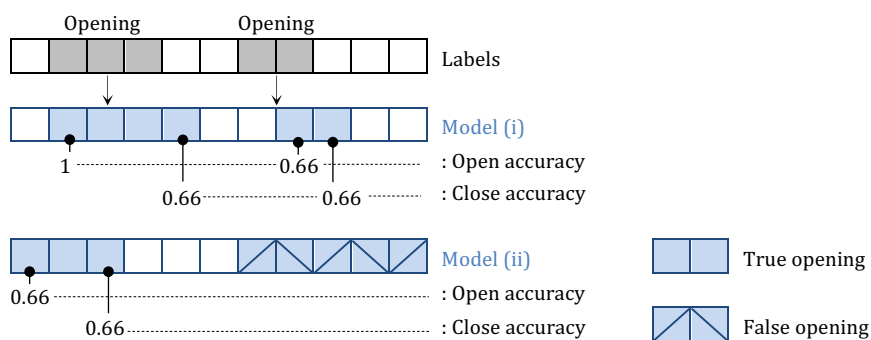 Opening Opening
Labels
Model (i)
1 0.66 : Open accuracy
0.66 0.66 : Close accuracy
Model (ii)
True opening
0.66 : Open accuracy
0.66 : Close accuracy
False opening